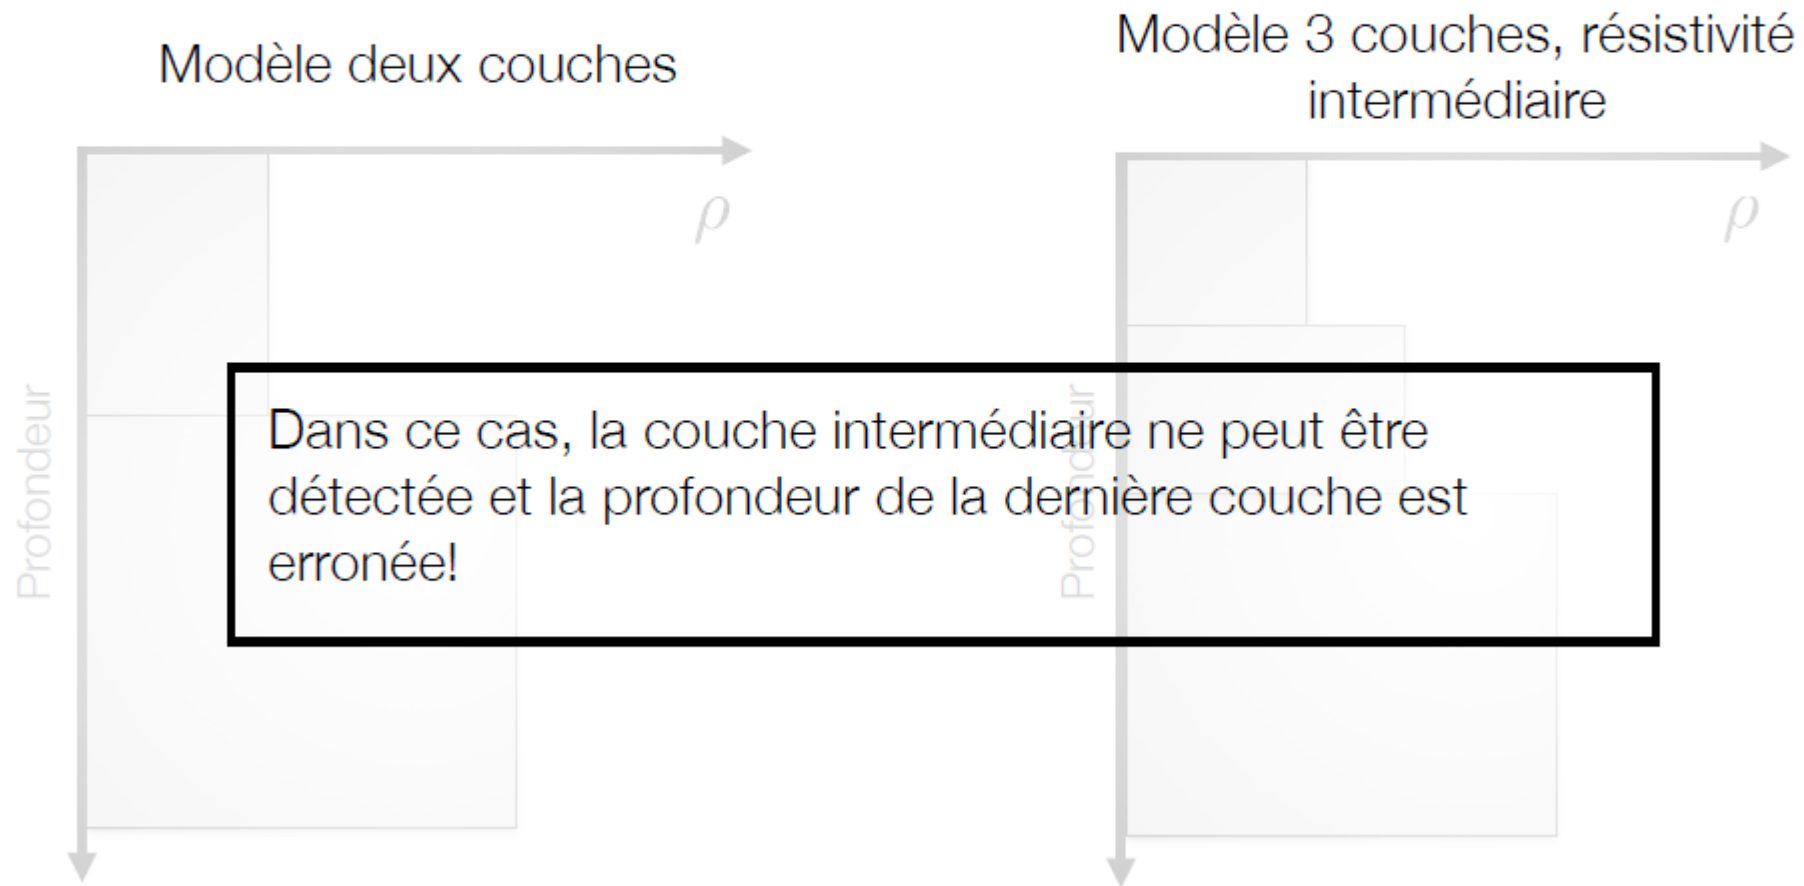 Modèle deux couches
Modèle 3 couches, résistivité
intermédiaire
ρ
ρ
Profondeur
Profondeur
Dans ce cas, la couche intermédiaire ne peut être
détectée et la profondeur de la dernière couche est
erronée!